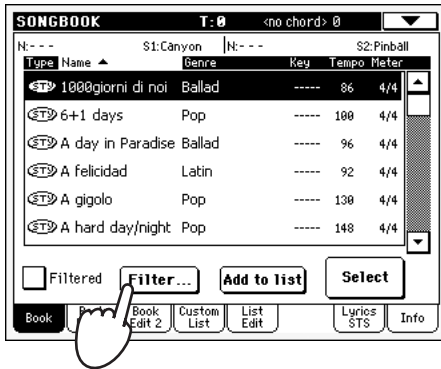 SONGBOOK T:0 <no chord> 0
N:--- S1:Canyon N:--- S2:Pinball
Type Name Genre Key Tempo Meter
STY 1000giorni di noi Ballad ----- 86 4/4
STY 6+1 days Pop ----- 100 4/4
STY A day in Paradise Ballad ----- 96 4/4
STY A felicidad Latin ----- 92 4/4
STY A gigolo Pop ----- 130 4/4
STY A hard day/night Pop ----- 148 4/4
Filtered Filter... Add to list Select
Book Book Edit 2 Custom List List Edit Lyrics STS Info